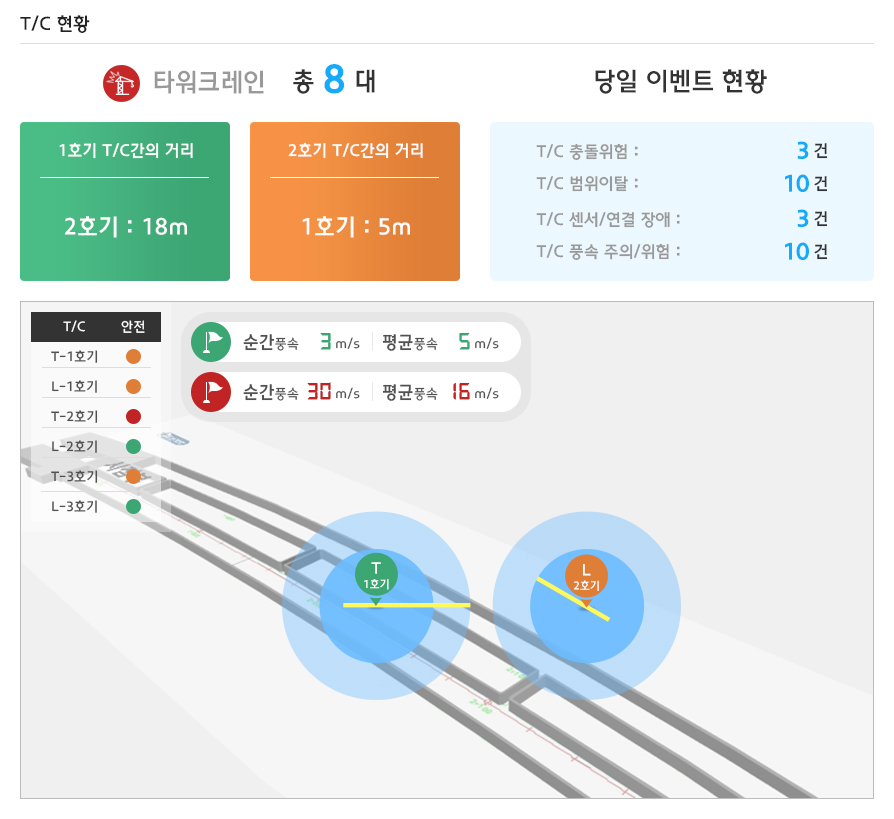 T/C 현황
타워크레인 총 8 대
당일 이벤트 현황
1호기 T/C간의 거리
2호기 : 18m
2호기 T/C간의 거리
1호기 : 5m
T/C 충돌위험 : 3 건
T/C 범위이탈 : 10 건
T/C 센서/연결 장애 : 3 건
T/C 풍속 주의/위험 : 10 건
T/C 안전
T-1호기
L-1호기
T-2호기
L-2호기
T-3호기
L-3호기
순간풍속 3 m/s 평균풍속 5 m/s
순간풍속 30 m/s 평균풍속 16 m/s
T
1호기
L
2호기